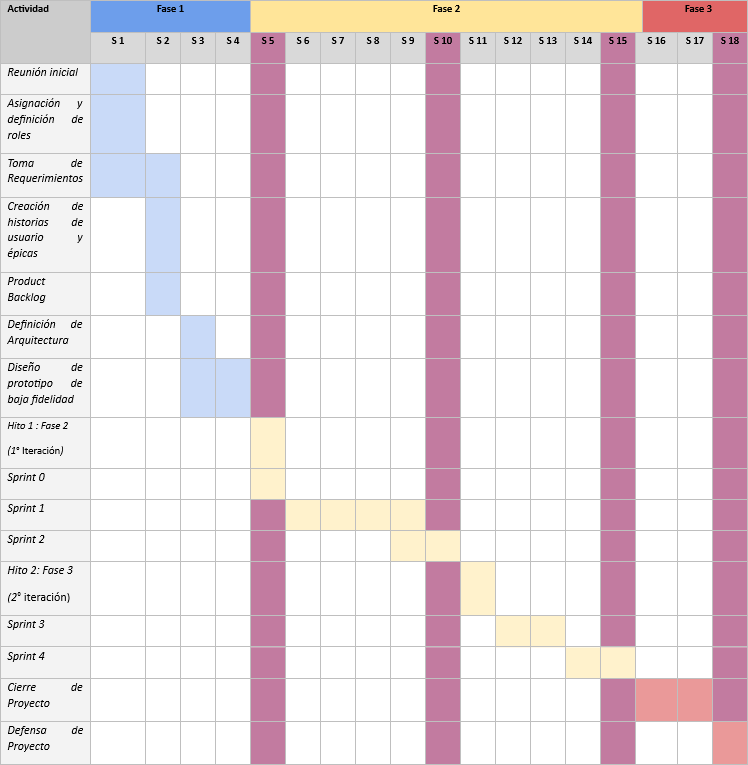 Actividad Fase 1 Fase 2 Fase 3
S 1 S 2 S 3 S 4 S 5 S 6 S 7 S 8 S 9 S 10 S 11 S 12 S 13 S 14 S 15 S 16 S 17 S 18
Reunión inicial
Asignación y
definición de
roles
Toma de
Requerimientos
Creación de
historias de
usuario y
épicas
Product
Backlog
Definición de
Arquitectura
Diseño de
prototipo de
baja fidelidad
Hito 1 : Fase 2
(1° Iteración)
Sprint 0
Sprint 1
Sprint 2
Hito 2: Fase 3
(2° iteración)
Sprint 3
Sprint 4
Cierre de
Proyecto
Defensa de
Proyecto